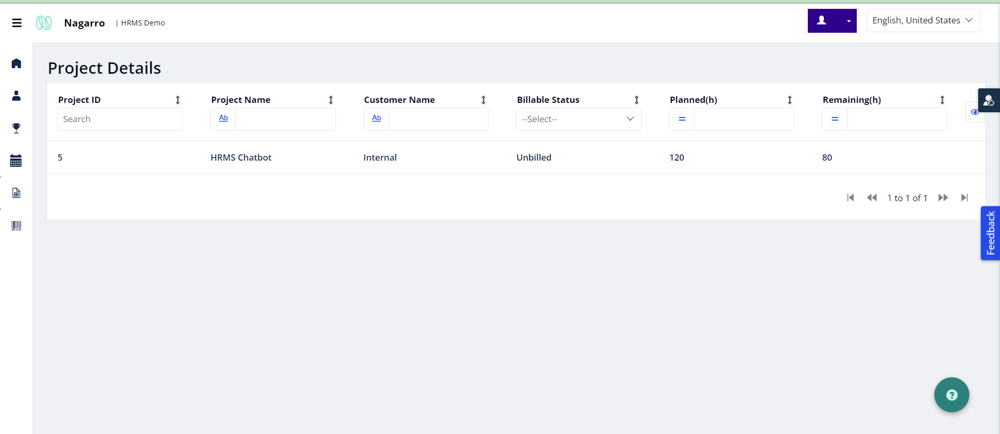 Nagarro | HRMS Demo
English, United States
Project Details
Project ID Project Name Customer Name Billable Status Planned(h) Remaining(h)
Search Ab Ab --Select-- = =
5 HRMS Chatbot Internal Unbilled 120 80
1 to 1 of 1
Feedback
?